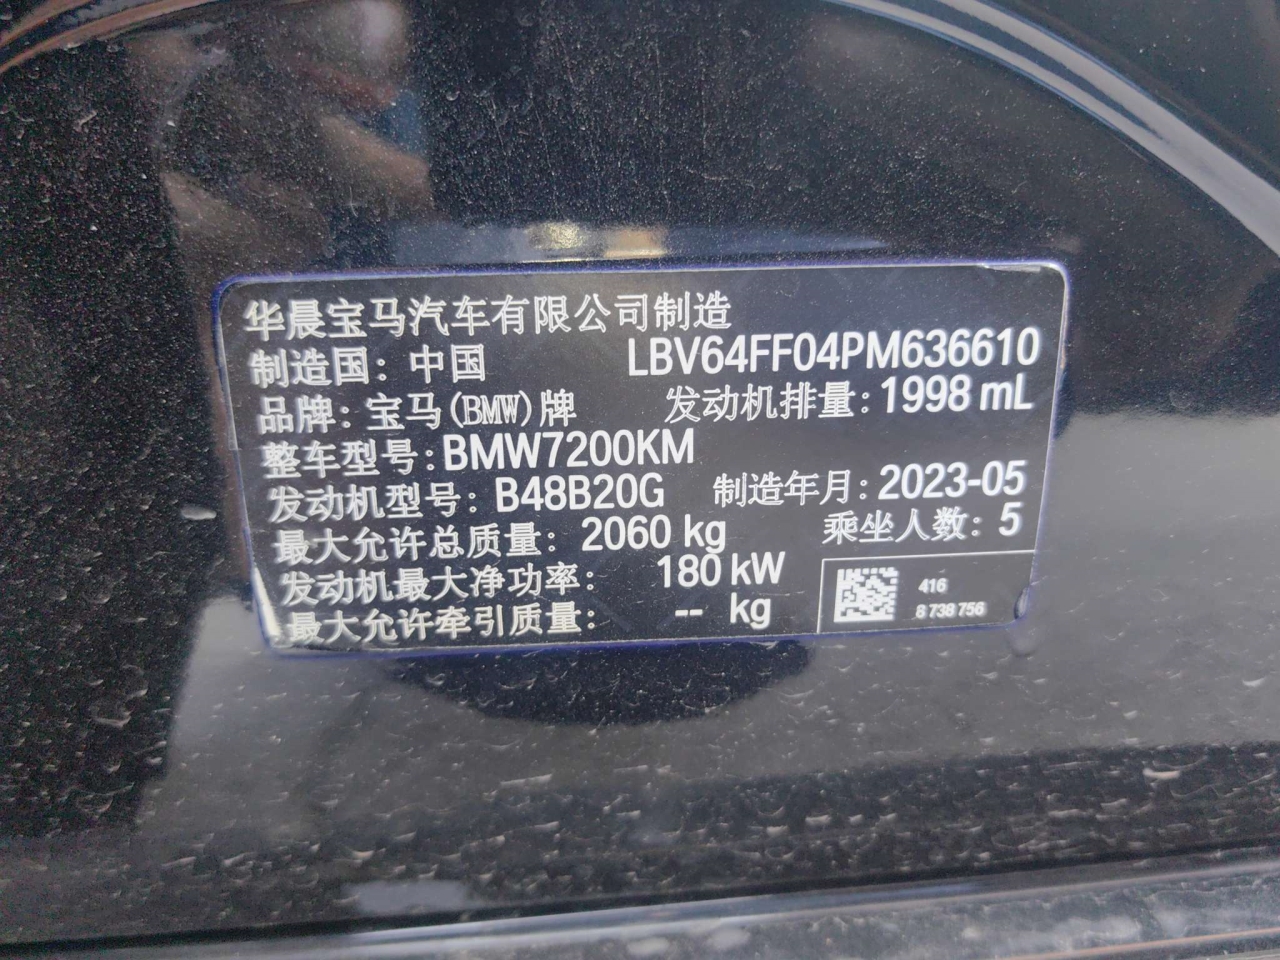 华晨宝马汽车有限公司制造
制造国：中国 LBV64FF04PM636610
品牌：宝马(BMW)牌 发动机排量：1998 mL
整车型号：BMW7200KM
发动机型号：B48B20G 制造年月：2023-05
最大允许总质量：2060 kg 乘坐人数：5
发动机最大净功率：180 kW
最大允许牵引质量：-- kg
416
8 738 756